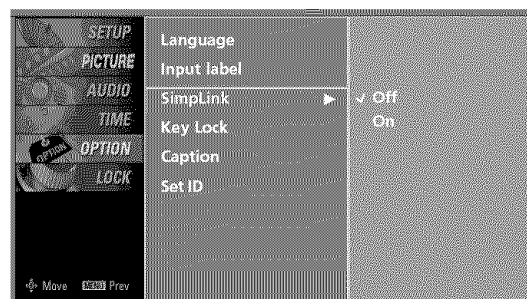 SETUP
PICTURE
AUDIO
TIME
OPTION
LOCK
Move MENU Prev
Language
Input label
SimpLink ▶
Key Lock
Caption
Set ID
✓ Off
On